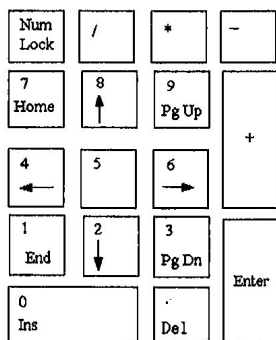 Num
Lock
/
*
-
7
Home
8
9
Pg Up
+
4
5
6
1
End
2
3
Pg Dn
Enter
0
Ins
.
Del